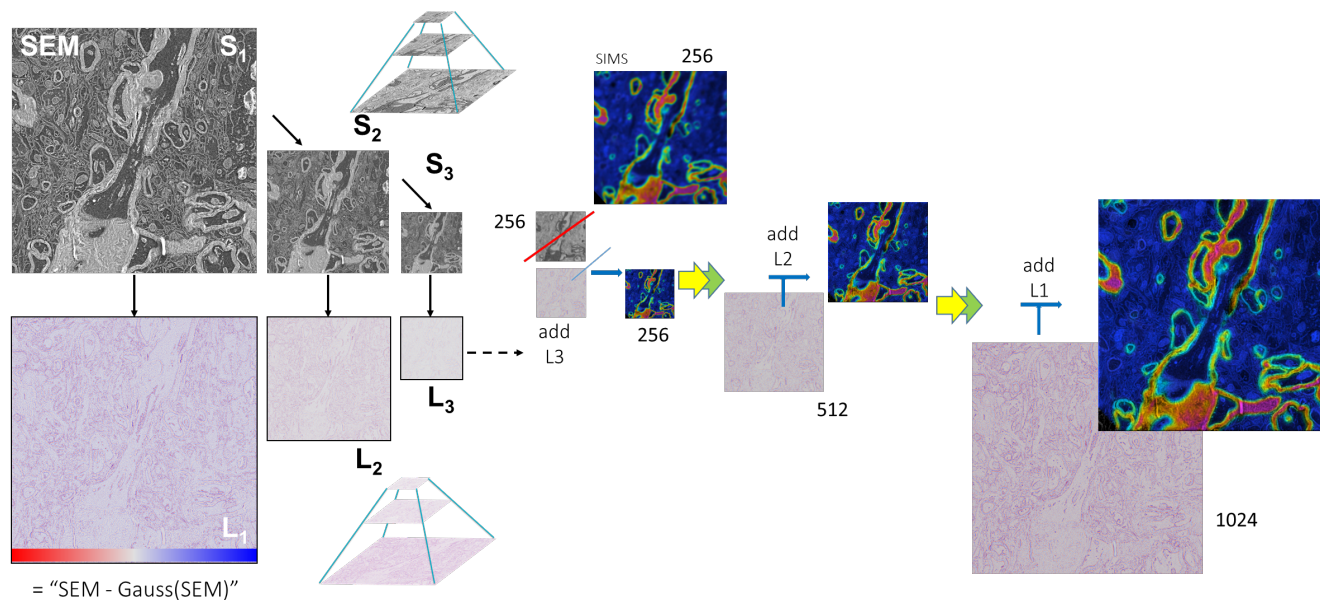 SEM
S1
S2
S3
L1
L2
L3
= “SEM - Gauss(SEM)”
SIMS
256
256
add
L3
256
add
L2
512
add
L1
1024